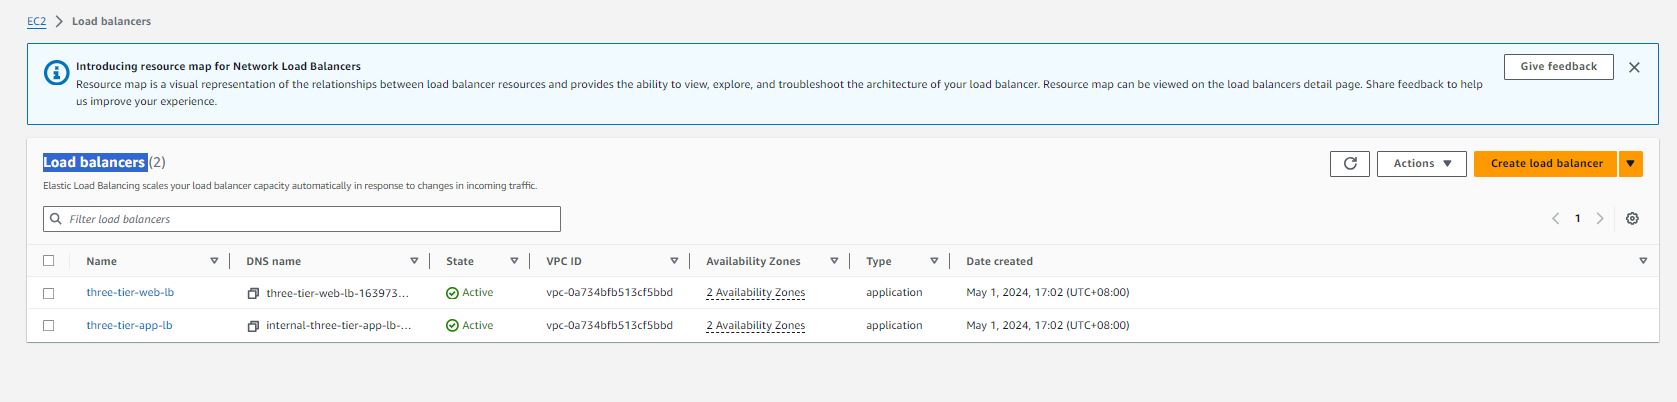 EC2 > Load balancers
Introducing resource map for Network Load Balancers
Resource map is a visual representation of the relationships between load balancer resources and provides the ability to view, explore, and troubleshoot the architecture of your load balancer. Resource map can be viewed on the load balancers detail page. Share feedback to help
us improve your experience.
Give feedback
Load balancers (2)
Elastic Load Balancing scales your load balancer capacity automatically in response to changes in incoming traffic.
Actions
Create load balancer
Filter load balancers
1
Name DNS name State VPC ID Availability Zones Type Date created
three-tier-web-lb three-tier-web-lb-163973... Active vpc-0a734bfb513cf5bbd 2 Availability Zones application May 1, 2024, 17:02 (UTC+08:00)
three-tier-app-lb internal-three-tier-app-lb-... Active vpc-0a734bfb513cf5bbd 2 Availability Zones application May 1, 2024, 17:02 (UTC+08:00)